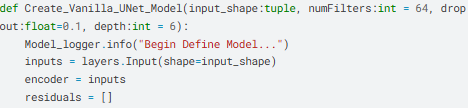 def Create_Vanilla_UNet_Model(input_shape:tuple, numFilters:int = 64, drop
out:float=0.1, depth:int = 6):
    Model_logger.info("Begin Define Model...")
    inputs = layers.Input(shape=input_shape)
    encoder = inputs
    residuals = []